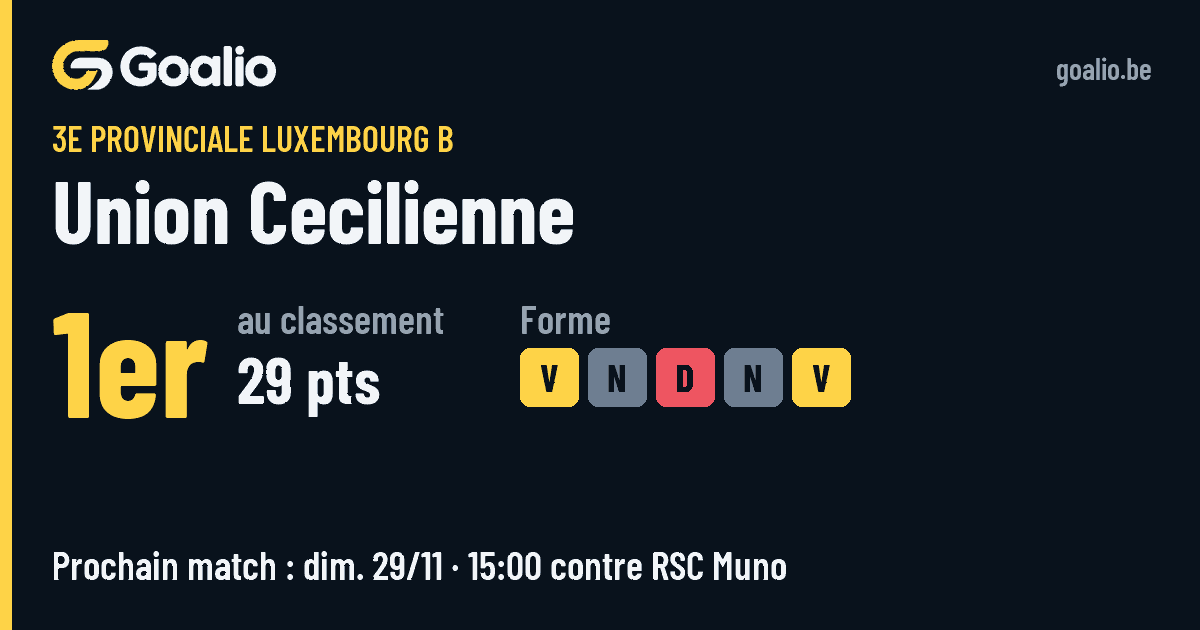 Goalio
goalio.be
3E PROVINCIALE LUXEMBOURG B
Union Cecilienne
1er
au classement
29 pts
Forme
V N D N V
Prochain match : dim. 29/11 · 15:00 contre RSC Muno